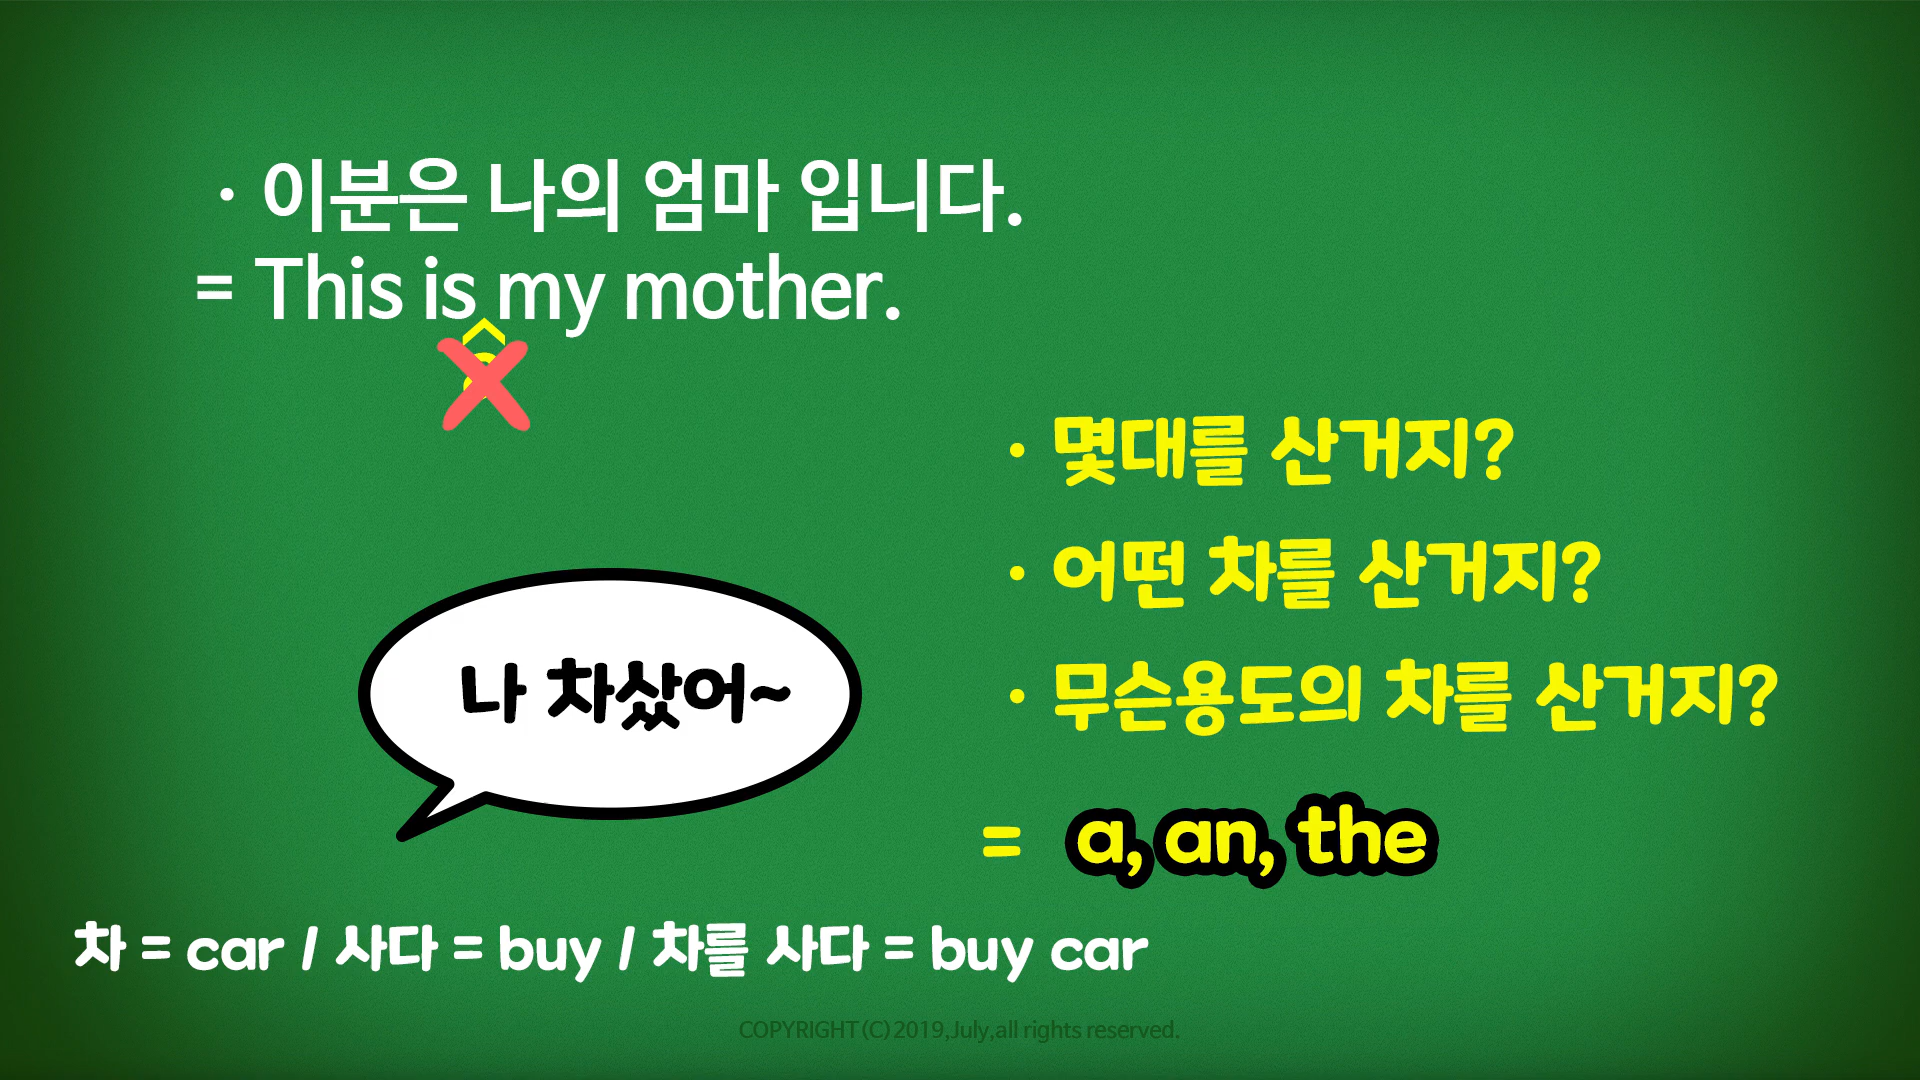 · 이분은 나의 엄마 입니다.
= This is my mother.
· 몇대를 산거지?
· 어떤 차를 산거지?
· 무슨용도의 차를 산거지?
나 차샀어~
= a, an, the
차 = car / 사다 = buy / 차를 사다 = buy car
COPYRIGHT (C) 2019,July,all rights reserved.